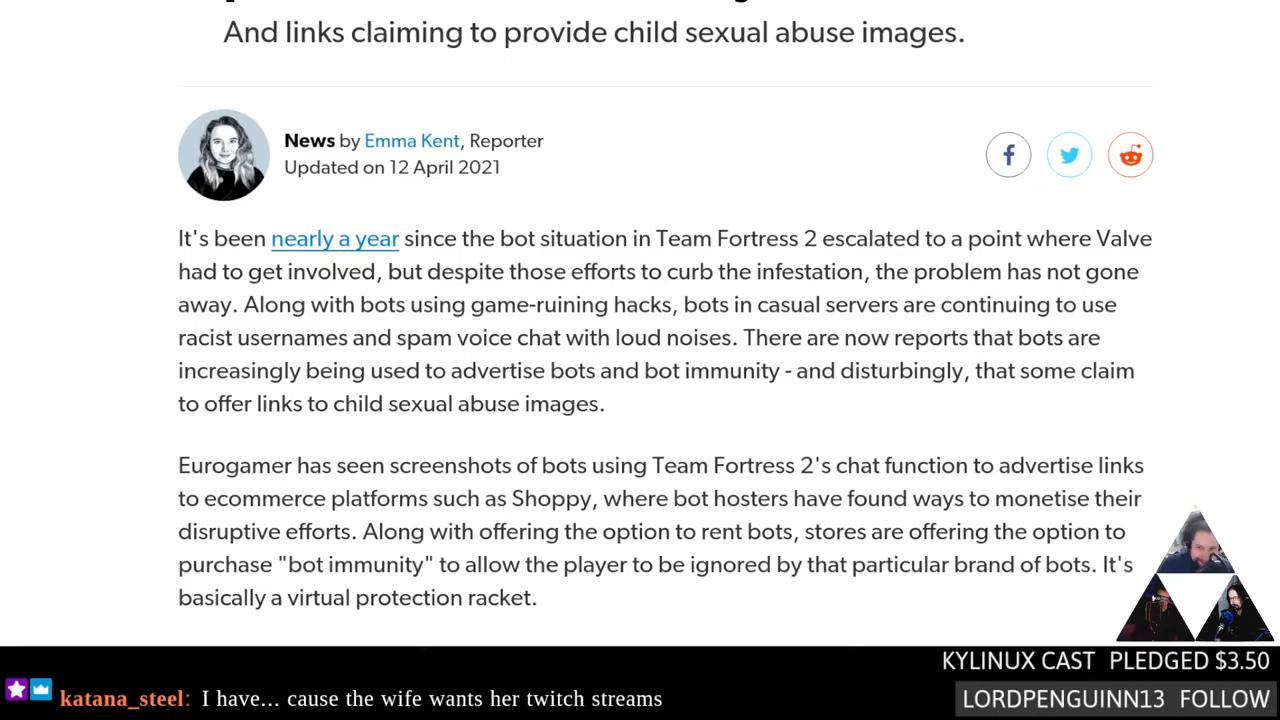 And links claiming to provide child sexual abuse images.
News by Emma Kent, Reporter
Updated on 12 April 2021
It's been nearly a year since the bot situation in Team Fortress 2 escalated to a point where Valve
had to get involved, but despite those efforts to curb the infestation, the problem has not gone
away. Along with bots using game-ruining hacks, bots in casual servers are continuing to use
racist usernames and spam voice chat with loud noises. There are now reports that bots are
increasingly being used to advertise bots and bot immunity - and disturbingly, that some claim
to offer links to child sexual abuse images.
Eurogamer has seen screenshots of bots using Team Fortress 2's chat function to advertise links
to ecommerce platforms such as Shoppy, where bot hosters have found ways to monetise their
disruptive efforts. Along with offering the option to rent bots, stores are offering the option to
purchase "bot immunity" to allow the player to be ignored by that particular brand of bots. It's
basically a virtual protection racket.
KYLINUX CAST PLEDGED $3.50
katana_steel: I have... cause the wife wants her twitch streams
LORDPENGUINN13 FOLLOW